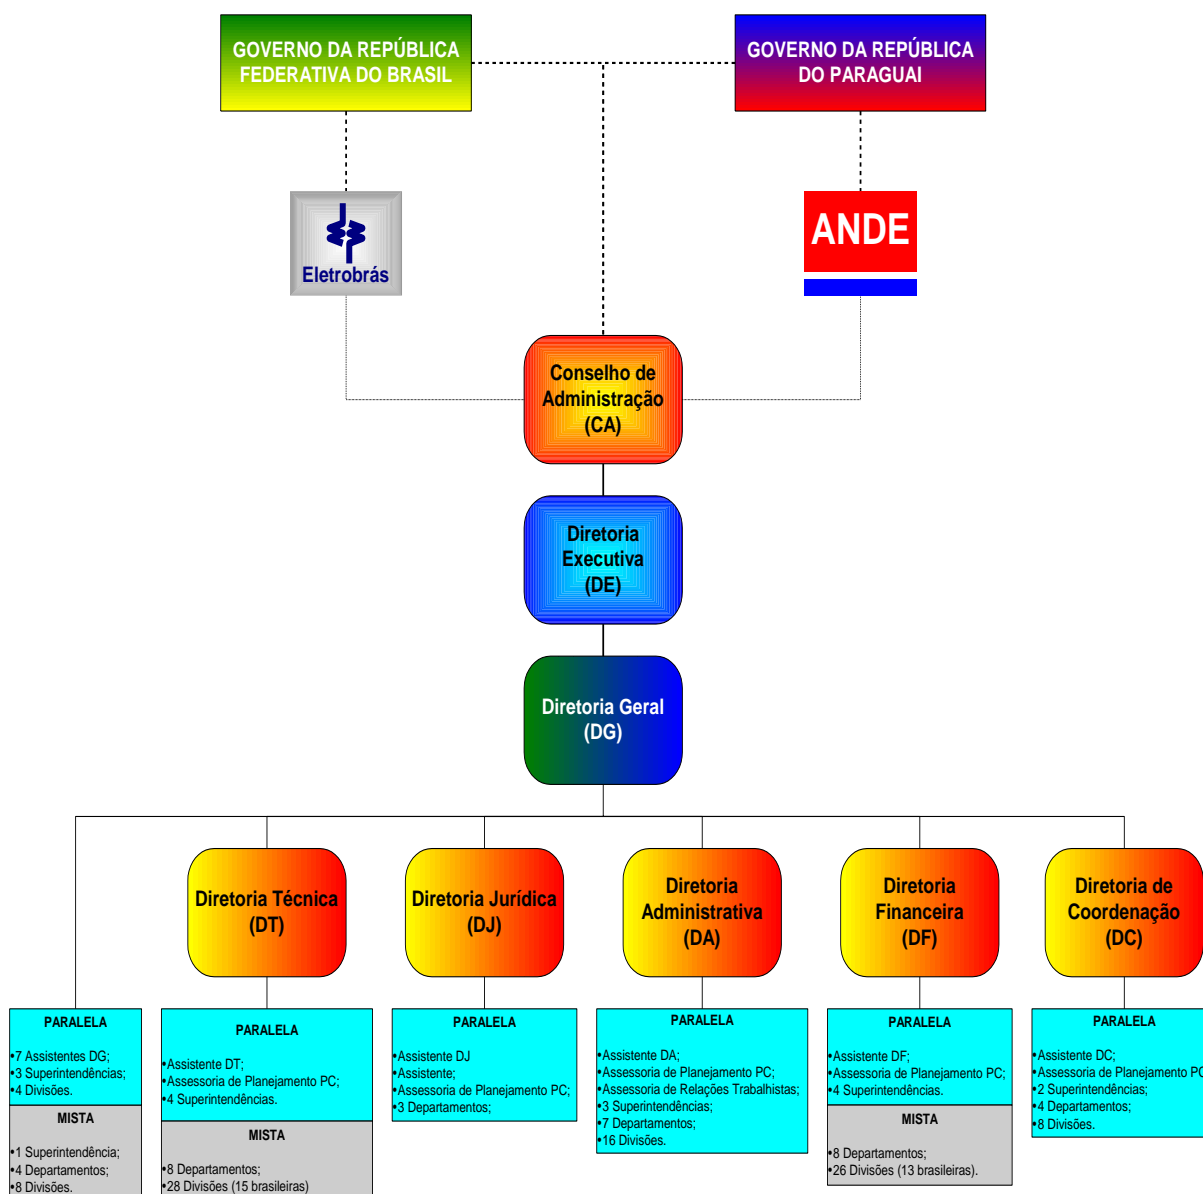 GOVERNO DA REPÚBLICA
FEDERATIVA DO BRASIL
GOVERNO DA REPÚBLICA
DO PARAGUAI
Eletrobrás
ANDE
Conselho de
Administração
(CA)
Diretoria
Executiva
(DE)
Diretoria Geral
(DG)
Diretoria Técnica
(DT)
Diretoria Jurídica
(DJ)
Diretoria
Administrativa
(DA)
Diretoria
Financeira
(DF)
Diretoria de
Coordenação
(DC)
PARALELA
•7 Assistentes DG;
•3 Superintendências;
•4 Divisões.
MISTA
•1 Superintendência;
•4 Departamentos;
•8 Divisões.
PARALELA
•Assistente DT;
•Assessoria de Planejamento PC;
•4 Superintendências.
MISTA
•8 Departamentos;
•28 Divisões (15 brasileiras)
PARALELA
•Assistente DJ
•Assistente;
•Assessoria de Planejamento PC;
•3 Departamentos;
PARALELA
•Assistente DA;
•Assessoria de Planejamento PC;
•Assessoria de Relações Trabalhistas;
•3 Superintendências;
•7 Departamentos;
•16 Divisões.
PARALELA
•Assistente DF;
•Assessoria de Planejamento PC;
•4 Superintendências.
MISTA
•8 Departamentos;
•26 Divisões (13 brasileiras).
PARALELA
•Assistente DC;
•Assessoria de Planejamento PC
•2 Superintendências;
•4 Departamentos;
•8 Divisões.